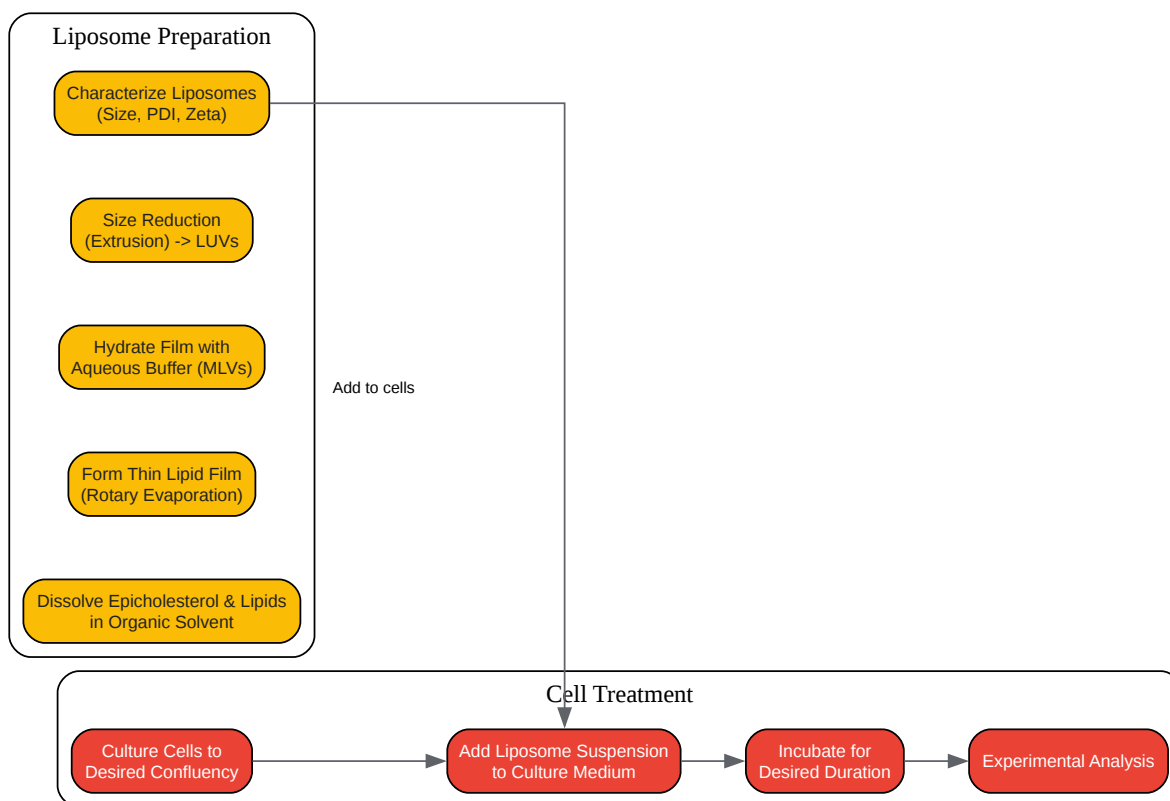 Liposome Preparation
Characterize Liposomes
(Size, PDI, Zeta)
Size Reduction
(Extrusion) -> LUVs
Hydrate Film with
Aqueous Buffer (MLVs)
Add to cells
Form Thin Lipid Film
(Rotary Evaporation)
Dissolve Epicholesterol & Lipids
in Organic Solvent
Cell Treatment
Culture Cells to
Desired Confluency
Add Liposome Suspension
to Culture Medium
Incubate for
Desired Duration
Experimental Analysis